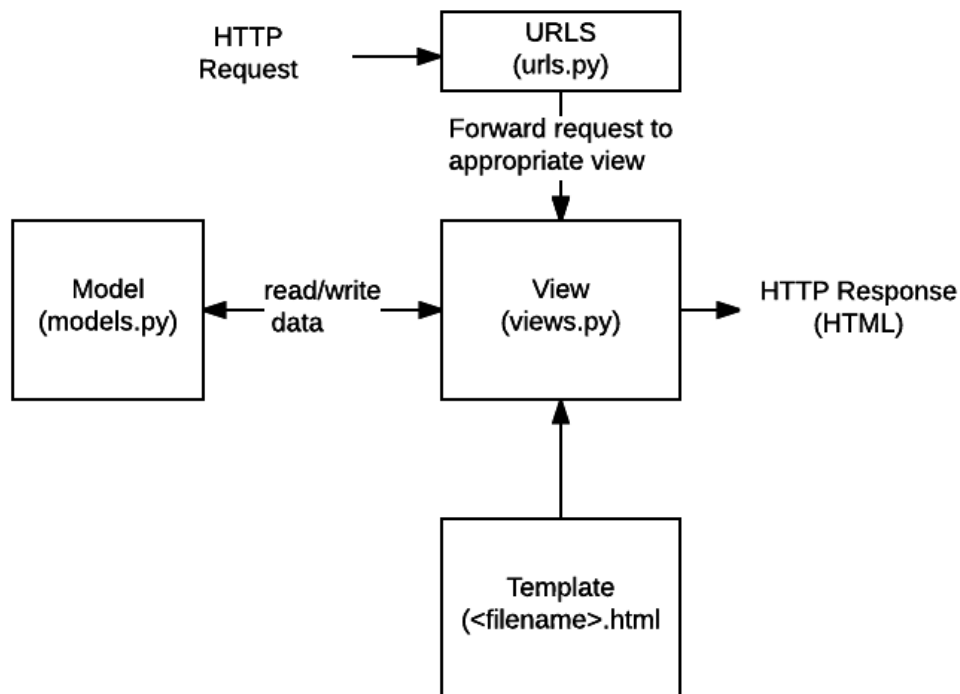 HTTP
Request
URLS
(urls.py)
Forward request to
appropriate view
Model
(models.py)
read/write
data
View
(views.py)
HTTP Response
(HTML)
Template
(<filename>.html